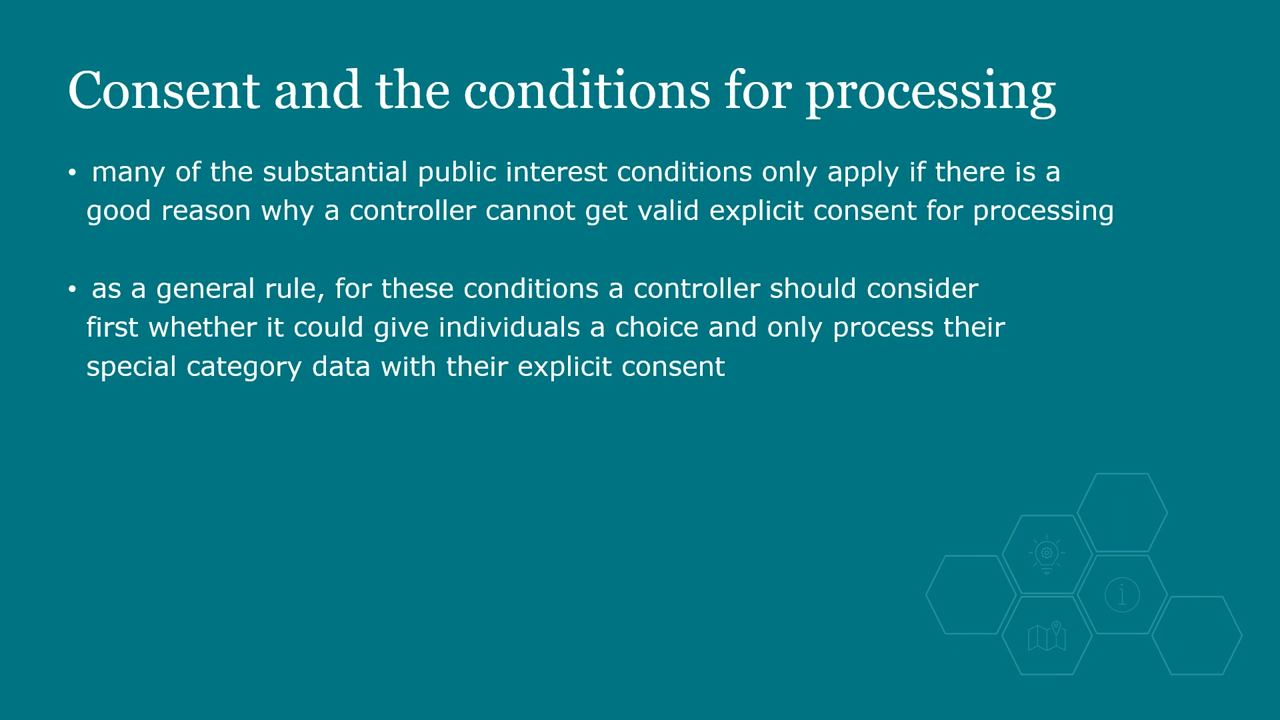 Consent and the conditions for processing
• many of the substantial public interest conditions only apply if there is a
good reason why a controller cannot get valid explicit consent for processing
• as a general rule, for these conditions a controller should consider
first whether it could give individuals a choice and only process their
special category data with their explicit consent
i